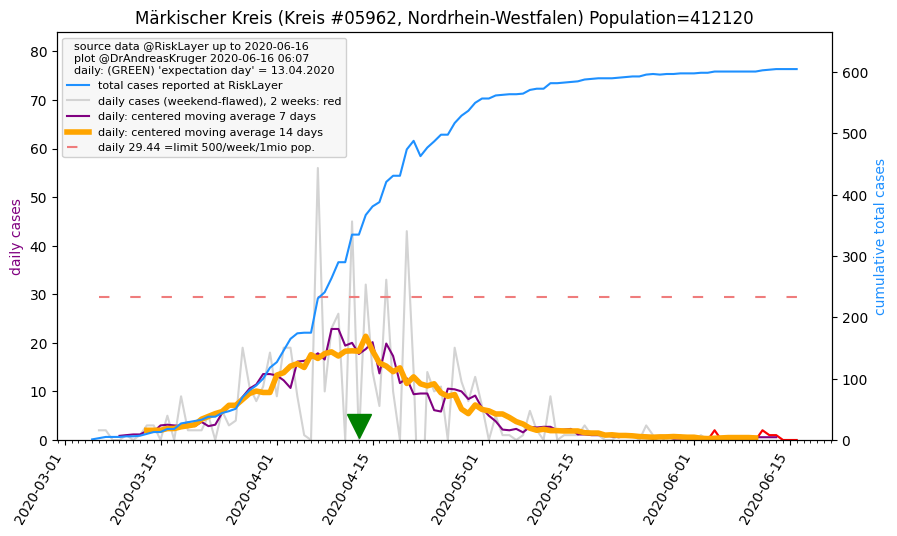 Märkischer Kreis (Kreis #05962, Nordrhein-Westfalen) Population=412120
source data @RiskLayer up to 2020-06-16
plot @DrAndreasKruger 2020-06-16 06:07
daily: (GREEN) 'expectation day' = 13.04.2020
total cases reported at RiskLayer
daily cases (weekend-flawed), 2 weeks: red
daily: centered moving average 7 days
daily: centered moving average 14 days
daily 29.44 =limit 500/week/1mio pop.
daily cases
80
70
60
50
40
30
20
10
0
cumulative total cases
600
500
400
300
200
100
0
2020-03-01
2020-03-15
2020-04-01
2020-04-15
2020-05-01
2020-05-15
2020-06-01
2020-06-15